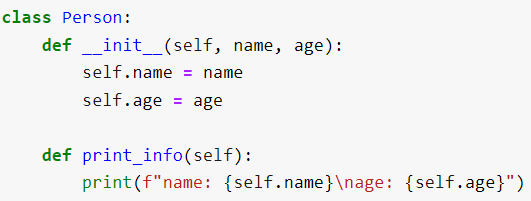 class Person:
    def __init__(self, name, age):
        self.name = name
        self.age = age

    def print_info(self):
        print(f"name: {self.name}\nage: {self.age}")